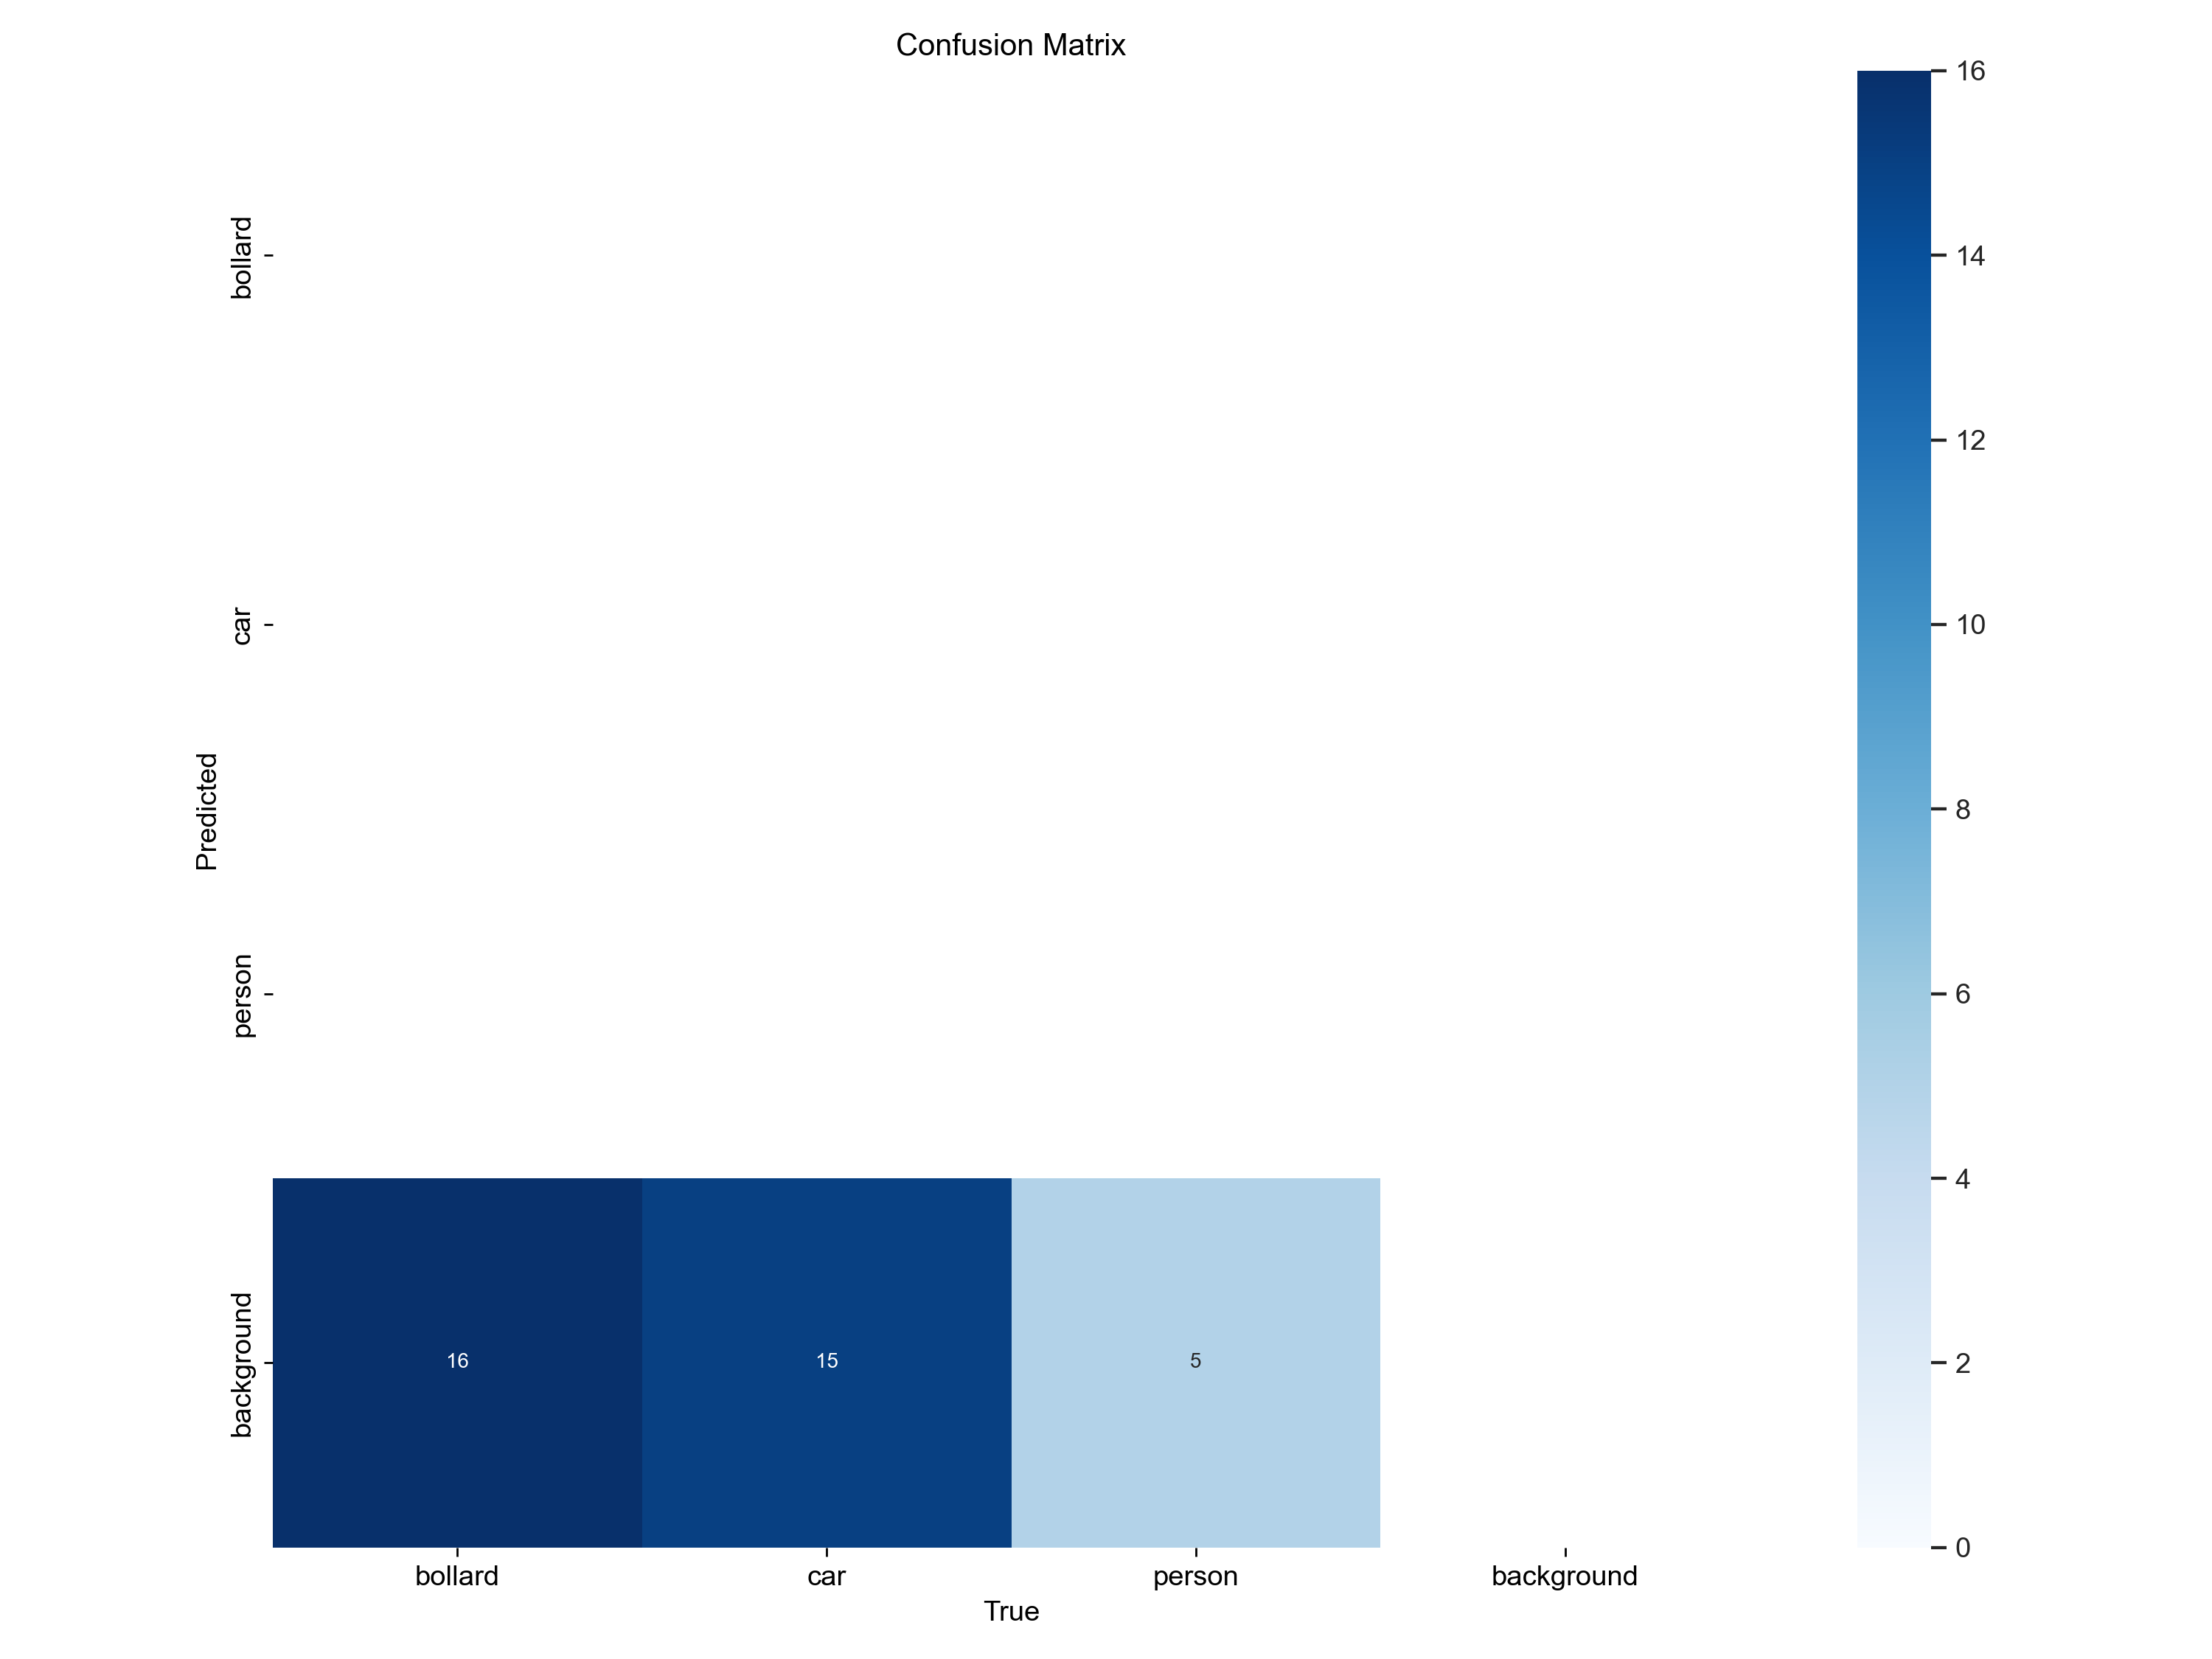 Confusion Matrix
bollard
car
person
background
Predicted
16
15
5
bollard
car
person
background
True
16
14
12
10
8
6
4
2
0